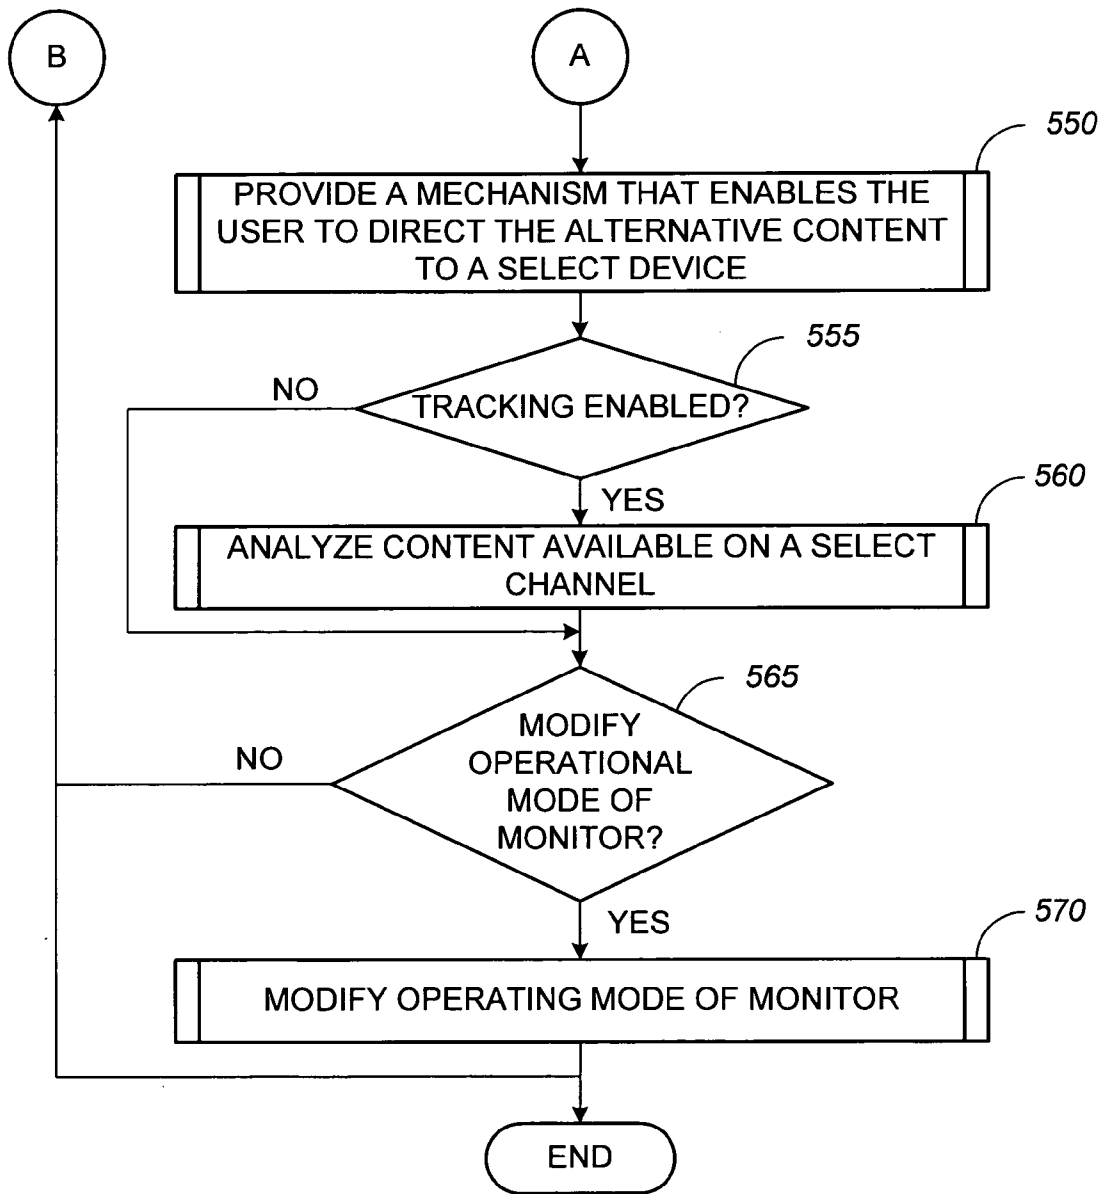 B
A
550
PROVIDE A MECHANISM THAT ENABLES THE
USER TO DIRECT THE ALTERNATIVE CONTENT
TO A SELECT DEVICE
555
NO
TRACKING ENABLED?
YES
560
ANALYZE CONTENT AVAILABLE ON A SELECT
CHANNEL
565
NO
MODIFY
OPERATIONAL
MODE OF
MONITOR?
YES
570
MODIFY OPERATING MODE OF MONITOR
END